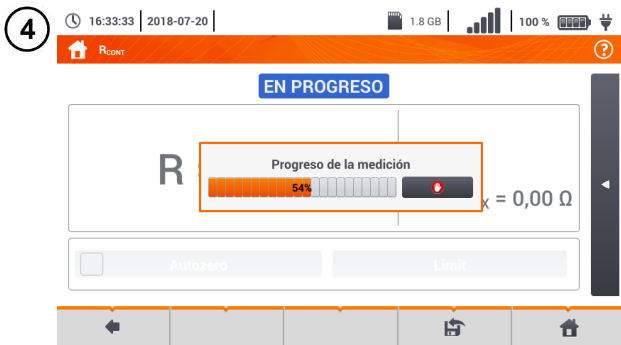 4
16:33:33 2018-07-20 1.8 GB 100 %
RCONT ?
EN PROGRESO
Progreso de la medición
R
54%
x = 0,00 Ω
Autozero Limit